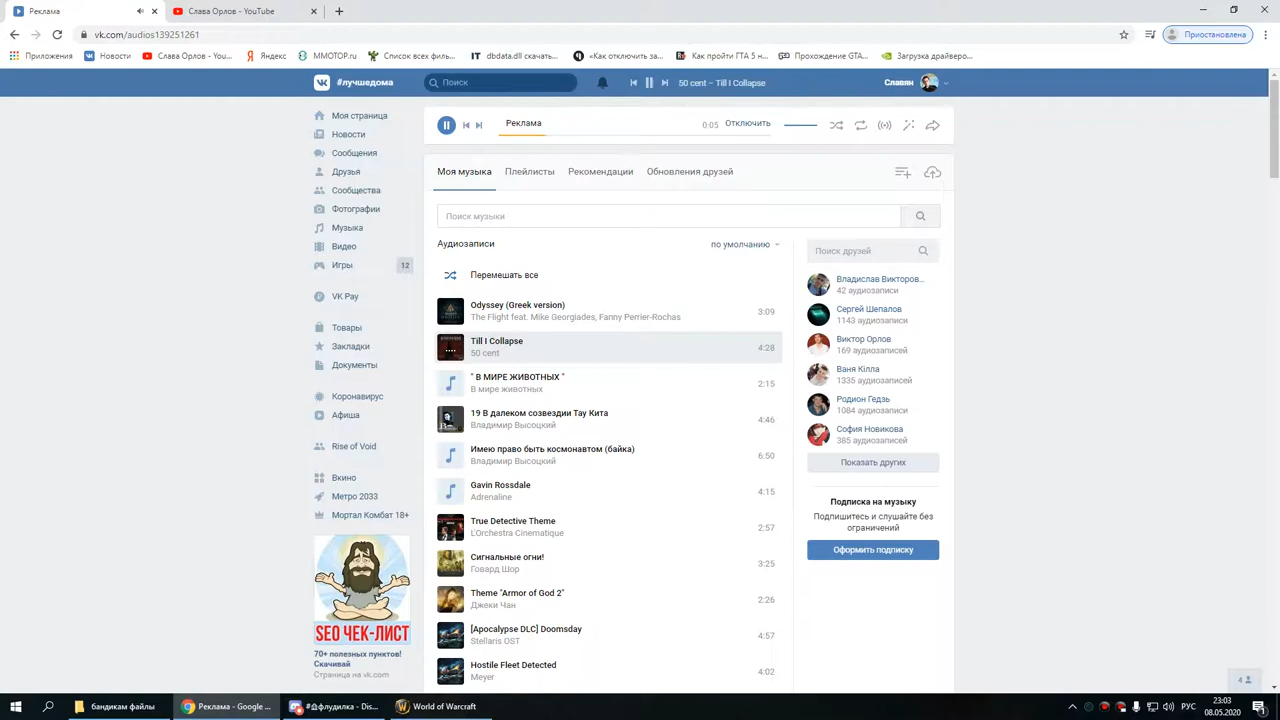 Реклама
Слава Орлов - YouTube
vk.com/audios139251261
Приостановлена
Приложения
Новости
Слава Орлов - You...
Яндекс
MMOTOP.ru
Список всех филь...
IT
dbdata.dll скачать...
«Как отключить за...
Как пройти ГТА 5 н...
Прохождение GTA...
Загрузка драйверо...
#лучшедома
Поиск
50 cent – Till I Collapse
Славян
Моя страница
Новости
Сообщения
Друзья
Сообщества
Фотографии
Музыка
Видео
Игры
12
VK Pay
Товары
Закладки
Документы
Коронавирус
Афиша
Rise of Void
Вкино
Метро 2033
Мортал Комбат 18+
SEO ЧЕК-ЛИСТ
70+ полезных пунктов!
Скачивай
Страница на vk.com
Реклама
0:05
Отключить
Моя музыка
Плейлисты
Рекомендации
Обновления друзей
Поиск музыки
Аудиозаписи
по умолчанию
Перемешать все
Odyssey (Greek version)
The Flight feat. Mike Georgiades, Fanny Perrier-Rochas
3:09
Till I Collapse
50 cent
4:28
" В МИРЕ ЖИВОТНЫХ "
В мире животных
2:15
19 В далеком созвездии Тау Кита
Владимир Высоцкий
4:46
Имею право быть космонавтом (байка)
Владимир Высоцкий
6:50
Gavin Rossdale
Adrenaline
4:15
True Detective Theme
L'Orchestra Cinematique
2:57
Сигнальные огни!
Говард Шор
3:25
Theme "Armor of God 2"
Джеки Чан
2:26
[Apocalypse DLC] Doomsday
Stellaris OST
4:57
Hostile Fleet Detected
Meyer
4:02
Поиск друзей
Владислав Викторов...
42 аудиозаписи
Сергей Шепалов
1143 аудиозаписи
Виктор Орлов
169 аудиозаписей
Ваня Кілла
1335 аудиозаписей
Родион Гедзь
1084 аудиозаписи
София Новикова
385 аудиозаписей
Показать других
Подписка на музыку
Подпишитесь и слушайте без
ограничений
Оформить подписку
4
бандикам файлы
Реклама - Google ...
World of Warcraft
РУС
23:03
08.05.2020